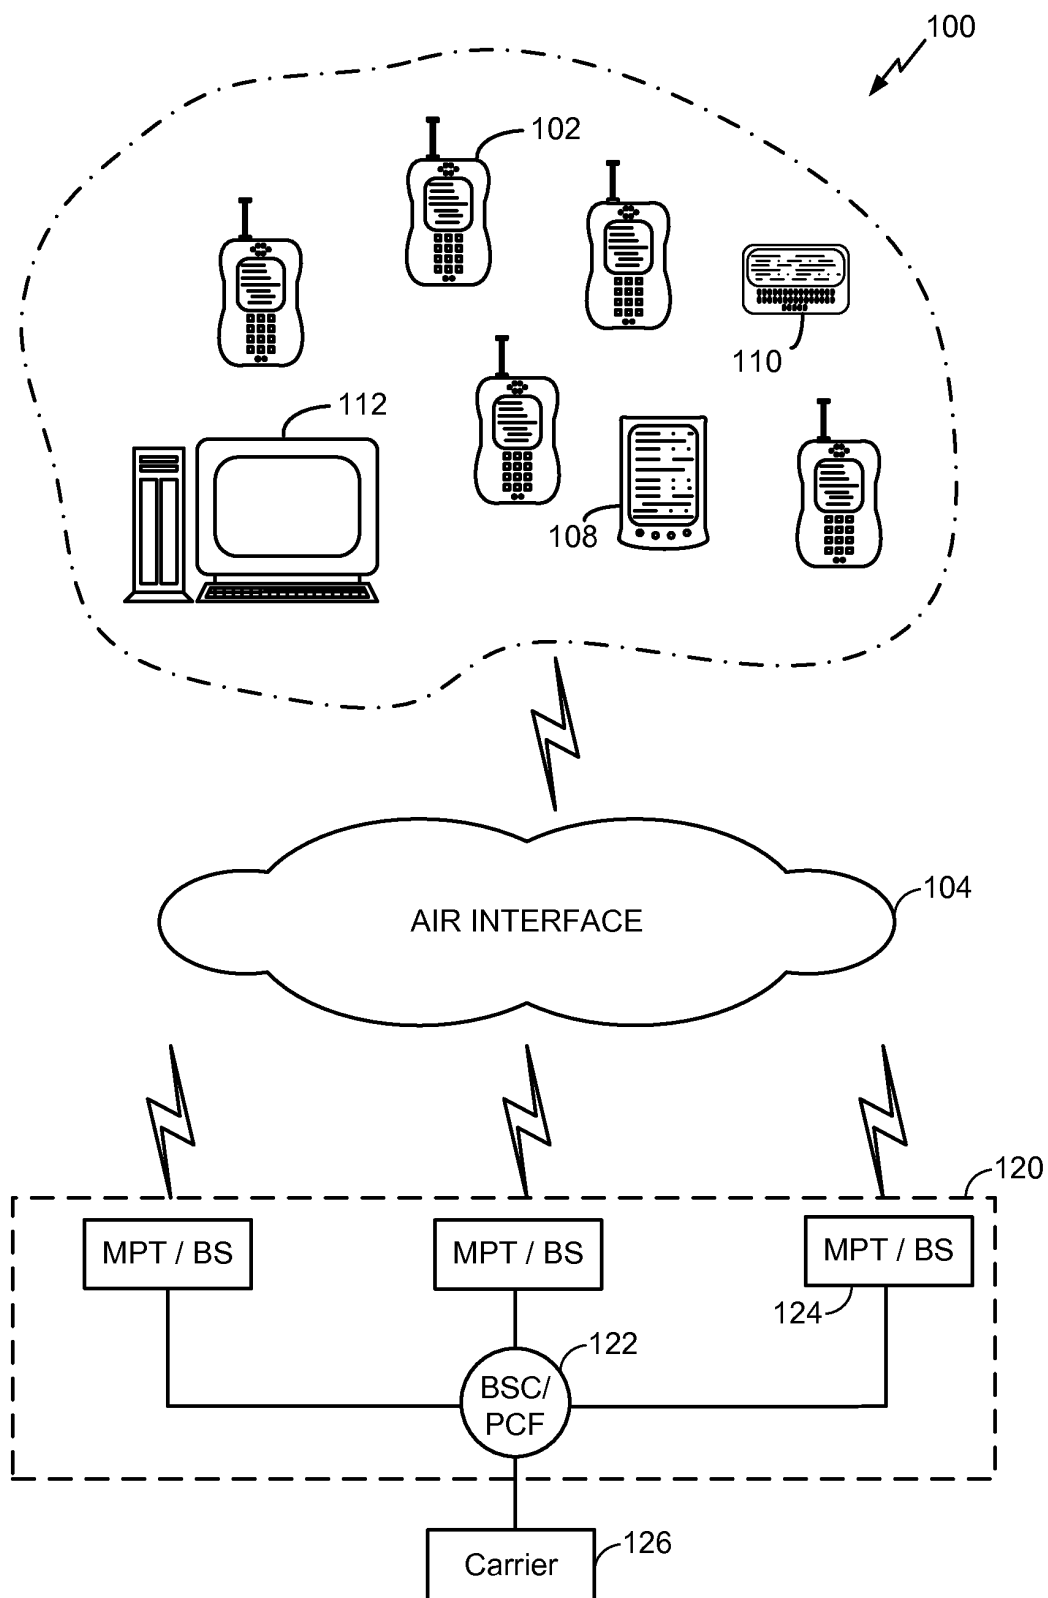 100
102
110
112
108
AIR INTERFACE
104
120
MPT / BS
MPT / BS
MPT / BS
124
122
BSC/
PCF
Carrier
126